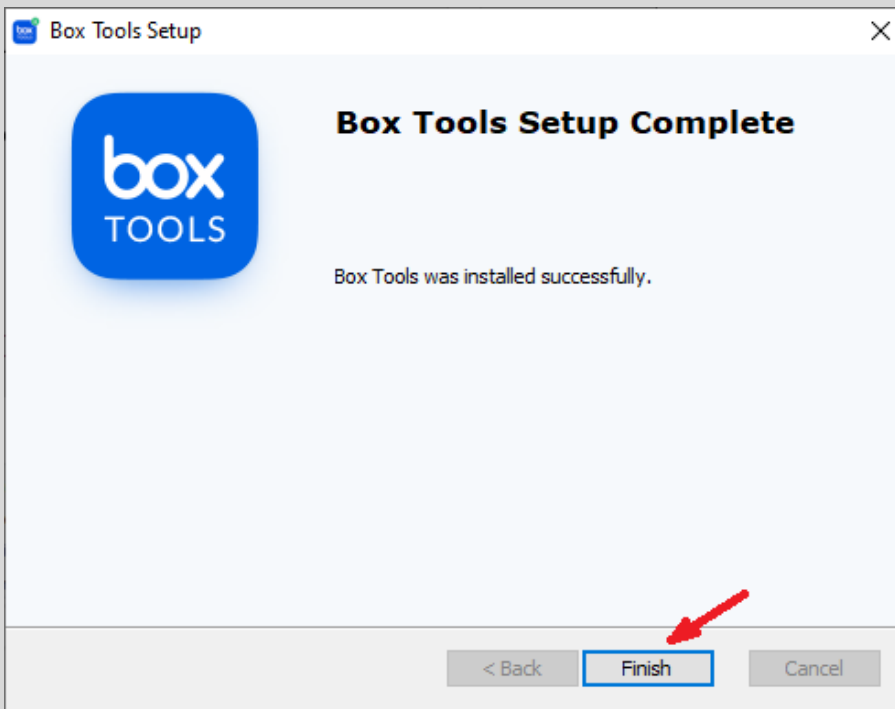 Box Tools Setup
box
TOOLS
Box Tools Setup Complete
Box Tools was installed successfully.
< Back
Finish
Cancel